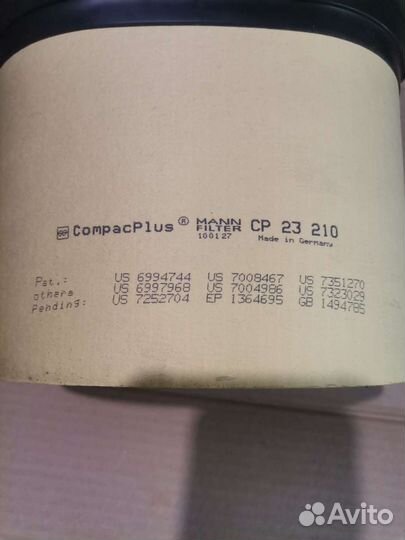 CompacPlus® MANN FILTER CP 23 210
180127 Made in Germany
Pat.: US 6994744 US 7008467 US 7351270
others US 6997968 US 7004986 US 7323029
Pending: US 7252704 EP 1364695 GB 1494785
Avito